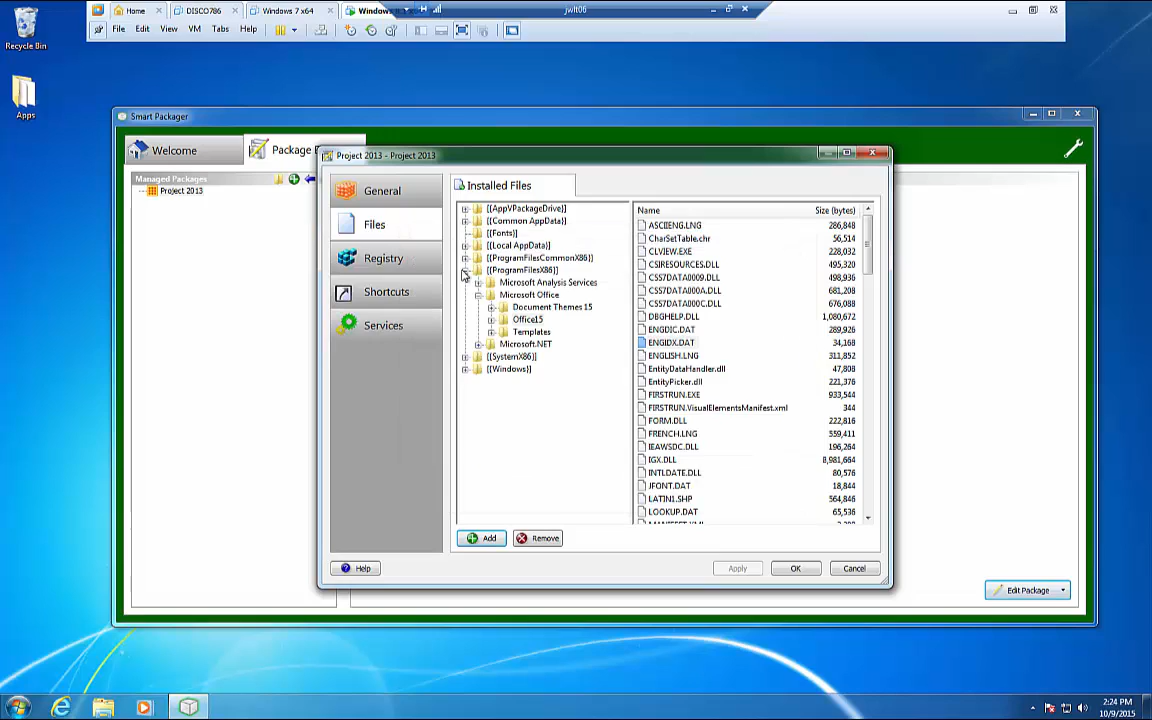 Home
DISCO786
Windows 7 x64
Windows
jwlt06
File
Edit
View
VM
Tabs
Help
Recycle Bin
Apps
Smart Packager
Welcome
Package
Managed Packages
Project 2013
Project 2013 - Project 2013
General
Files
Registry
Shortcuts
Services
Installed Files
{{AppVPackageDrive}]
{{Common AppData}]
{{Fonts}]
{{Local AppData}]
{{ProgramFilesCommonX86}]
{{ProgramFilesX86}]
Microsoft Analysis Services
Microsoft Office
Document Themes 15
Office15
Templates
Microsoft.NET
{{SystemX86}]
{{Windows}]
Name Size (bytes)
ASCIIENG.LNG 286,848
CharSetTable.chr 56,514
CLVIEW.EXE 228,032
CSIRESOURCES.DLL 495,320
CSS7DATA0009.DLL 498,936
CSS7DATA000A.DLL 681,208
CSS7DATA000C.DLL 676,088
DBGHELP.DLL 1,080,672
ENGDIC.DAT 289,926
ENGIDX.DAT 34,168
ENGLISH.LNG 311,852
EntityDataHandler.dll 47,808
EntityPicker.dll 221,376
FIRSTRUN.EXE 933,544
FIRSTRUN.VisualElementsManifest.xml 344
FORM.DLL 222,816
FRENCH.LNG 559,411
IEAWSDC.DLL 196,264
IGX.DLL 8,981,664
INTLDATE.DLL 80,576
JFONT.DAT 18,844
LATIN1.SHP 564,846
LOOKUP.DAT 65,536
Add
Remove
Help
Apply
OK
Cancel
Edit Package
2:24 PM
10/9/2015